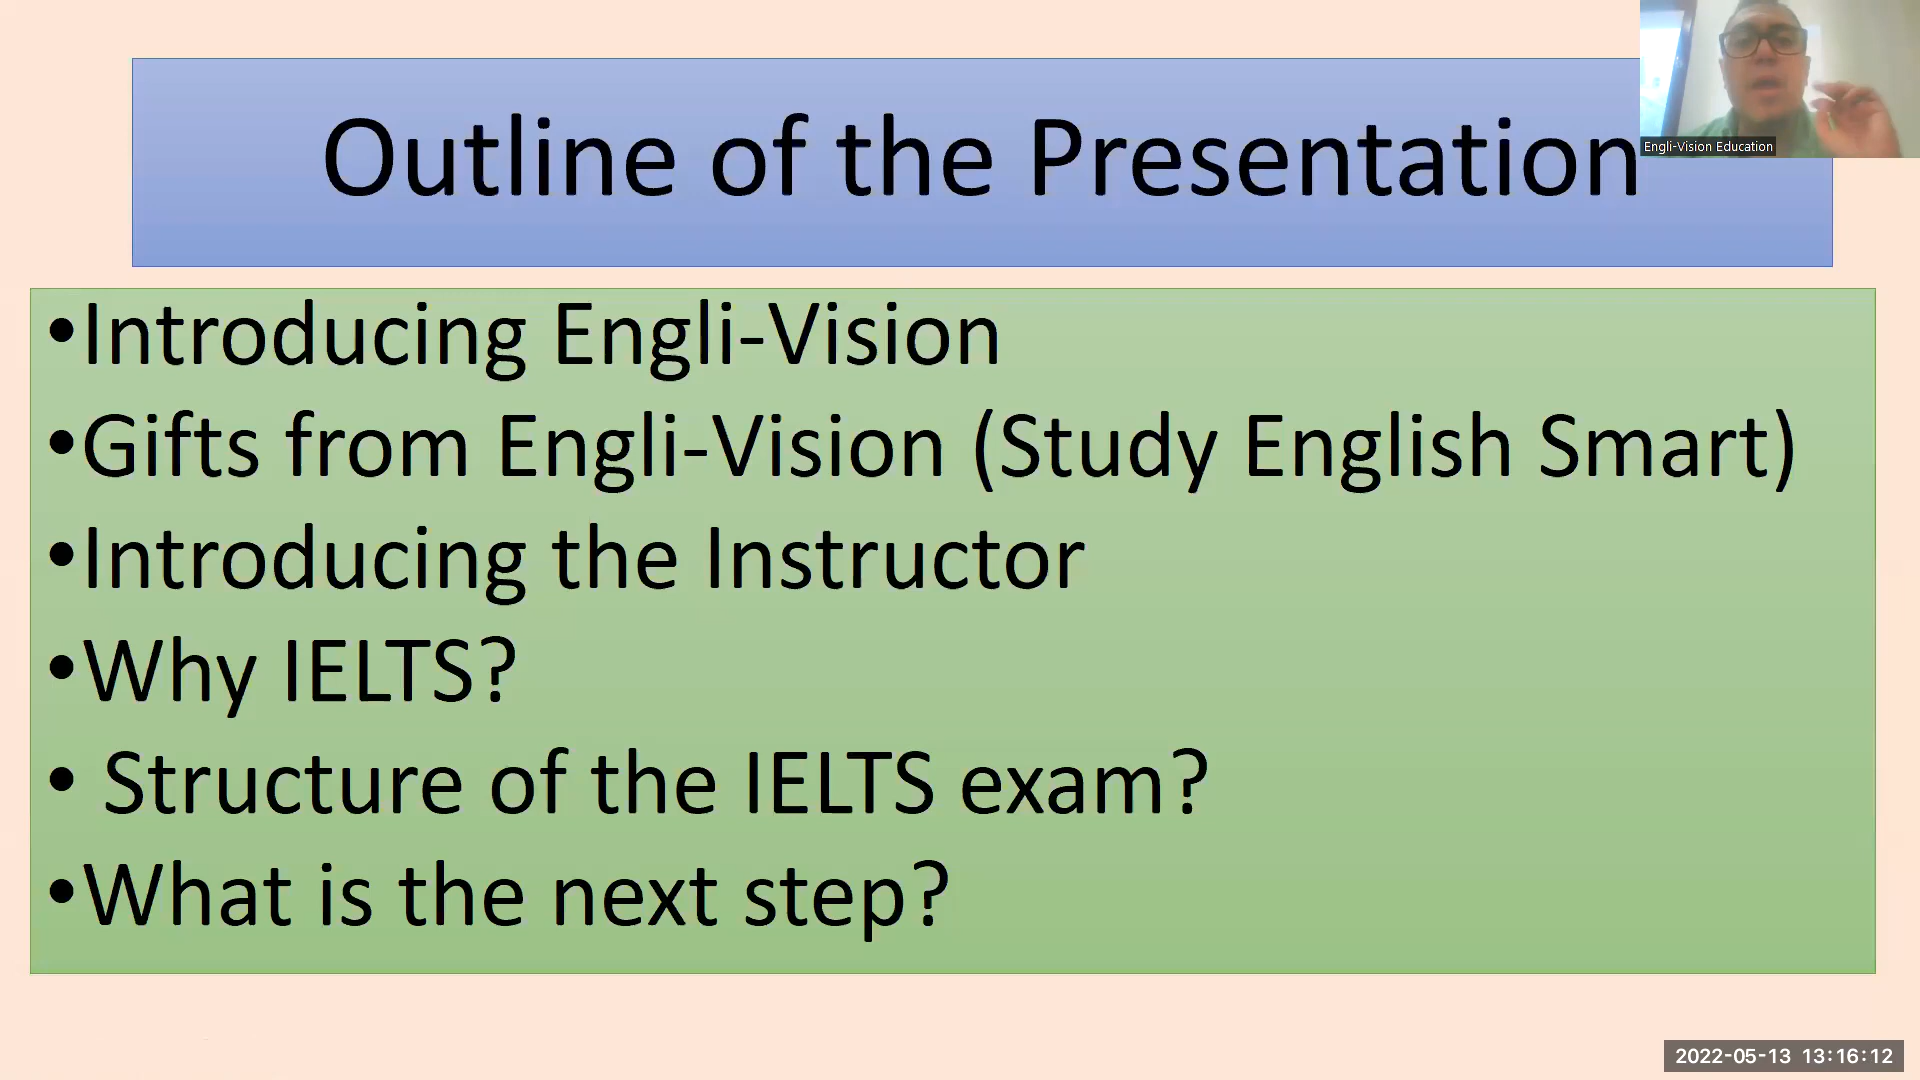 Outline of the Presentation
Engli-Vision Education
•Introducing Engli-Vision
•Gifts from Engli-Vision (Study English Smart)
•Introducing the Instructor
•Why IELTS?
• Structure of the IELTS exam?
•What is the next step?
2022-05-13 13:16:12